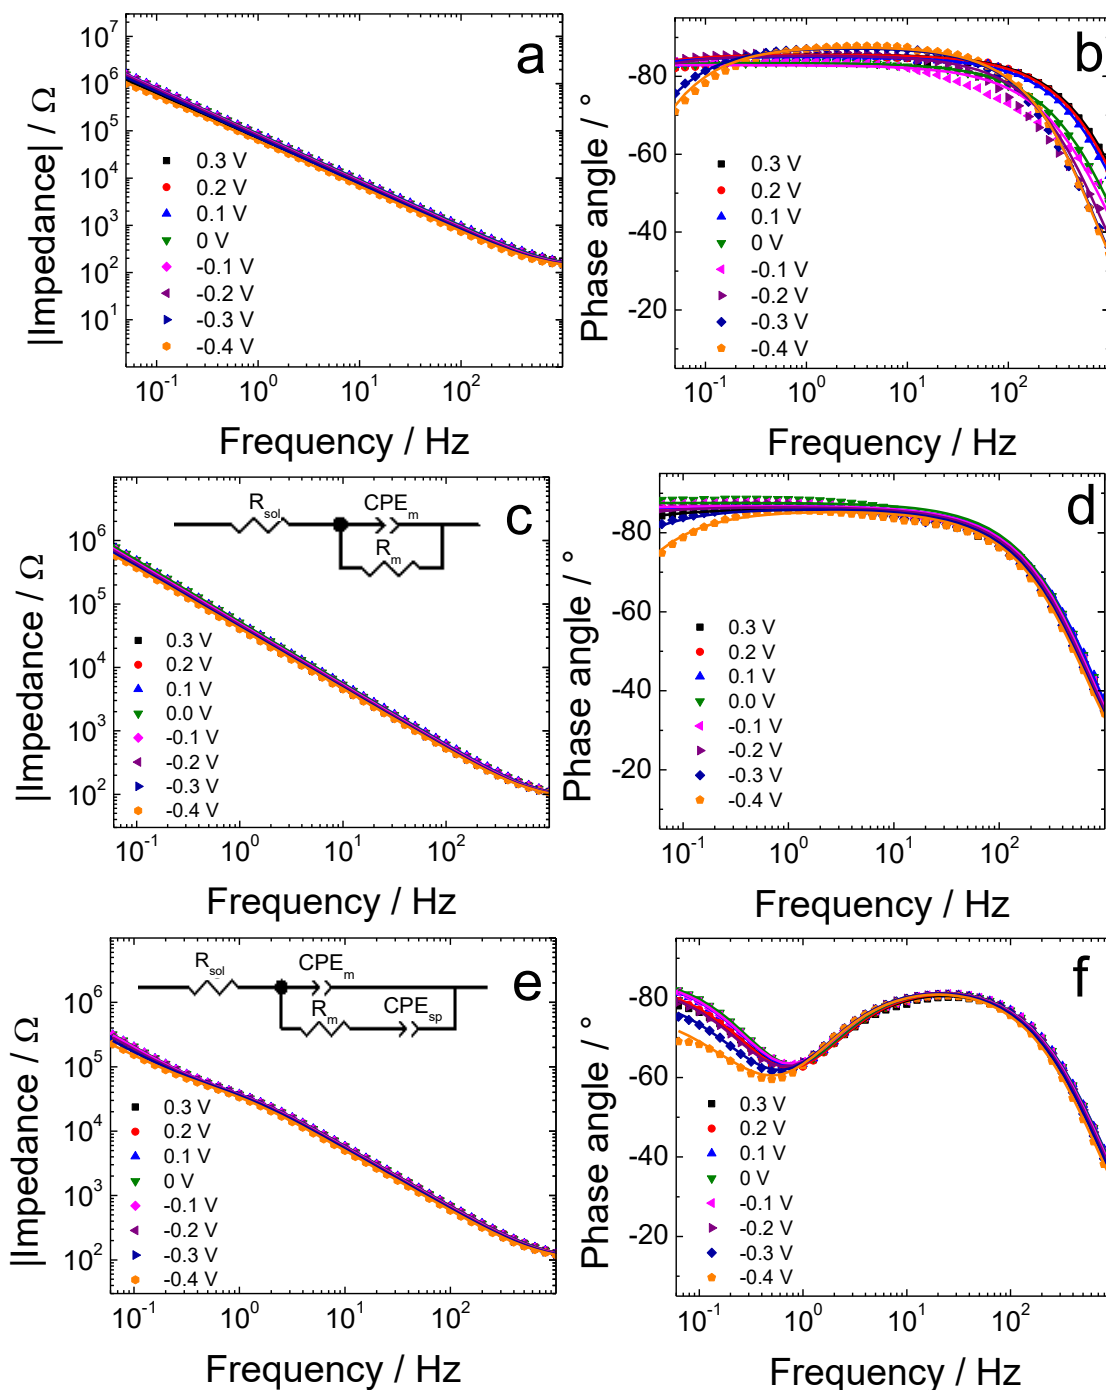 a
|Impedance| / Ω
10^7
10^6
10^5
10^4
10^3
10^2
10^1
0.3 V
0.2 V
0.1 V
0 V
-0.1 V
-0.2 V
-0.3 V
-0.4 V
10^-1 10^0 10^1 10^2
Frequency / Hz
b
Phase angle / °
-80
-60
-40
-20
0.3 V
0.2 V
0.1 V
0 V
-0.1 V
-0.2 V
-0.3 V
-0.4 V
10^-1 10^0 10^1 10^2
Frequency / Hz
c
R_sol CPE_m
R_m
|Impedance / Ω
10^6
10^5
10^4
10^3
10^2
0.3 V
0.2 V
0.1 V
0.0 V
-0.1 V
-0.2 V
-0.3 V
-0.4 V
10^-1 10^0 10^1 10^2
Frequency / Hz
d
Phase angle / °
-80
-60
-40
-20
0.3 V
0.2 V
0.1 V
0.0 V
-0.1 V
-0.2 V
-0.3 V
-0.4 V
10^-1 10^0 10^1 10^2
Frequency / Hz
e
R_sol CPE_m
R_m CPE_sp
|Impedance / Ω
10^6
10^5
10^4
10^3
10^2
0.3 V
0.2 V
0.1 V
0 V
-0.1 V
-0.2 V
-0.3 V
-0.4 V
10^-1 10^0 10^1 10^2
Frequency / Hz
f
Phase angle / °
-80
-60
-40
-20
0.3 V
0.2 V
0.1 V
0 V
-0.1 V
-0.2 V
-0.3 V
-0.4 V
10^-1 10^0 10^1 10^2
Frequency / Hz